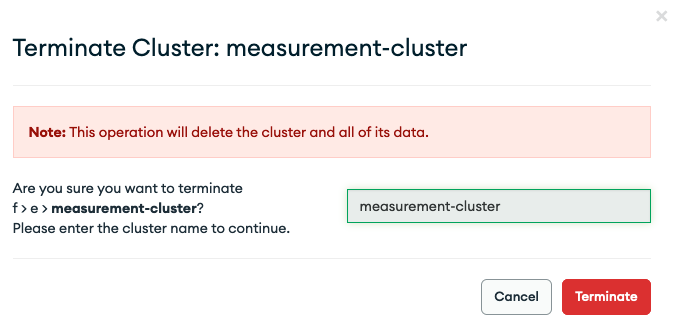 Terminate Cluster: measurement-cluster
Note: This operation will delete the cluster and all of its data.
Are you sure you want to terminate
f > e > measurement-cluster?
Please enter the cluster name to continue.
measurement-cluster
Cancel
Terminate